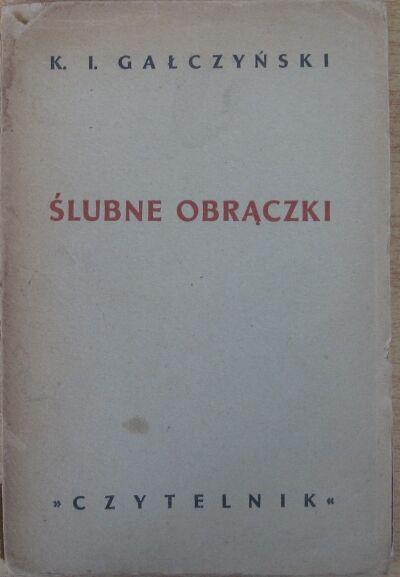 K. I. GAŁCZYŃSKI
ŚLUBNE OBRĄCZKI
»CZYTELNIK«